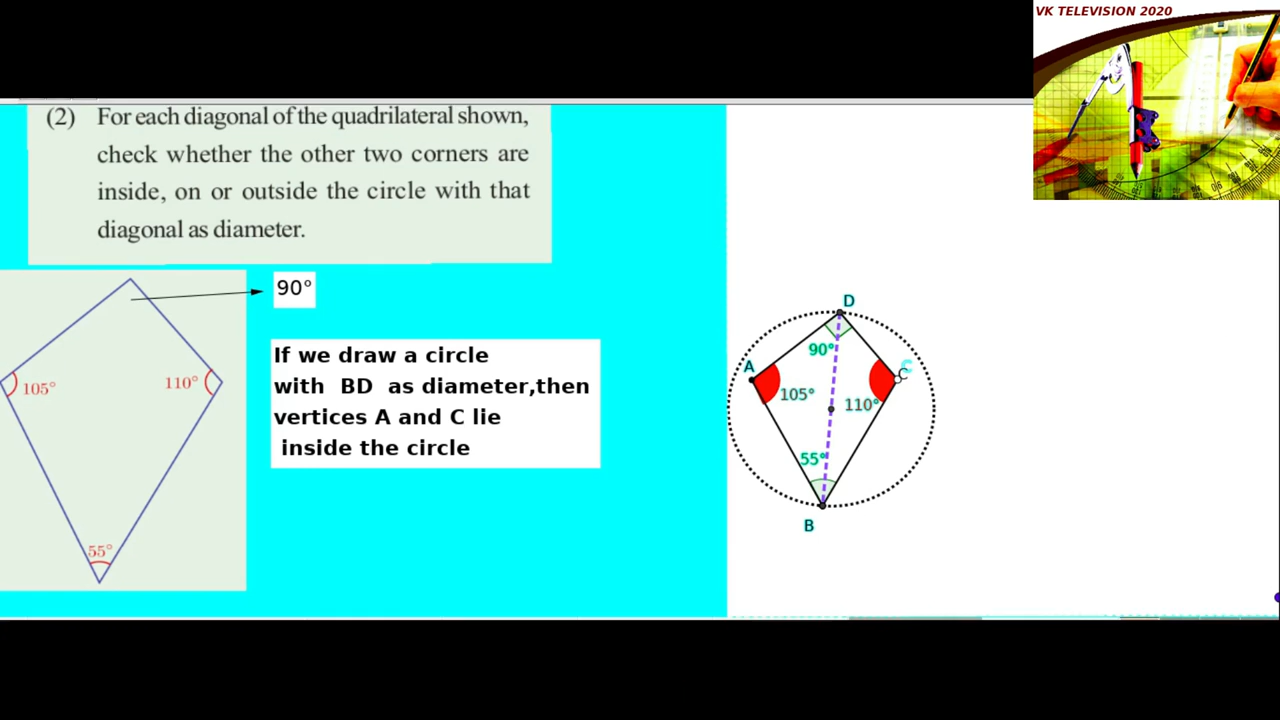 VK TELEVISION 2020
(2) For each diagonal of the quadrilateral shown,
check whether the other two corners are
inside, on or outside the circle with that
diagonal as diameter.
90°
105°
110°
55°
If we draw a circle
with BD as diameter,then
vertices A and C lie
inside the circle
D
90°
A
C
105°
110°
55°
B